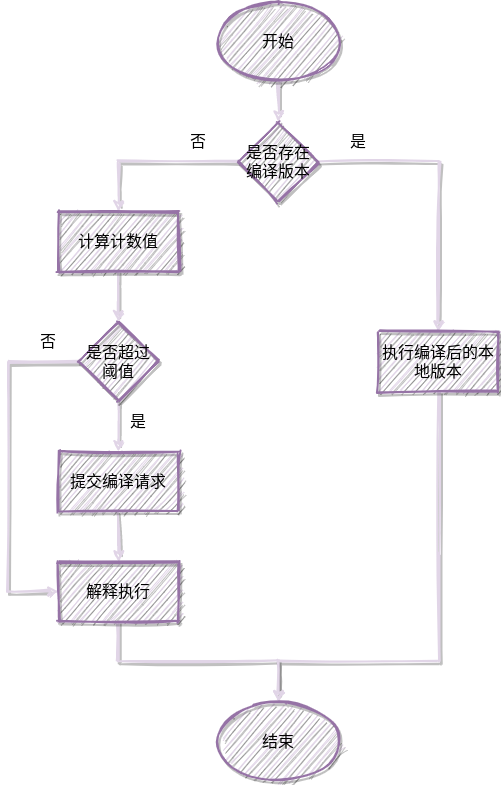 开始
否
是
是否存在
编译版本
计算计数值
否
是否超过
阈值
执行编译后的本
地版本
是
提交编译请求
解释执行
结束